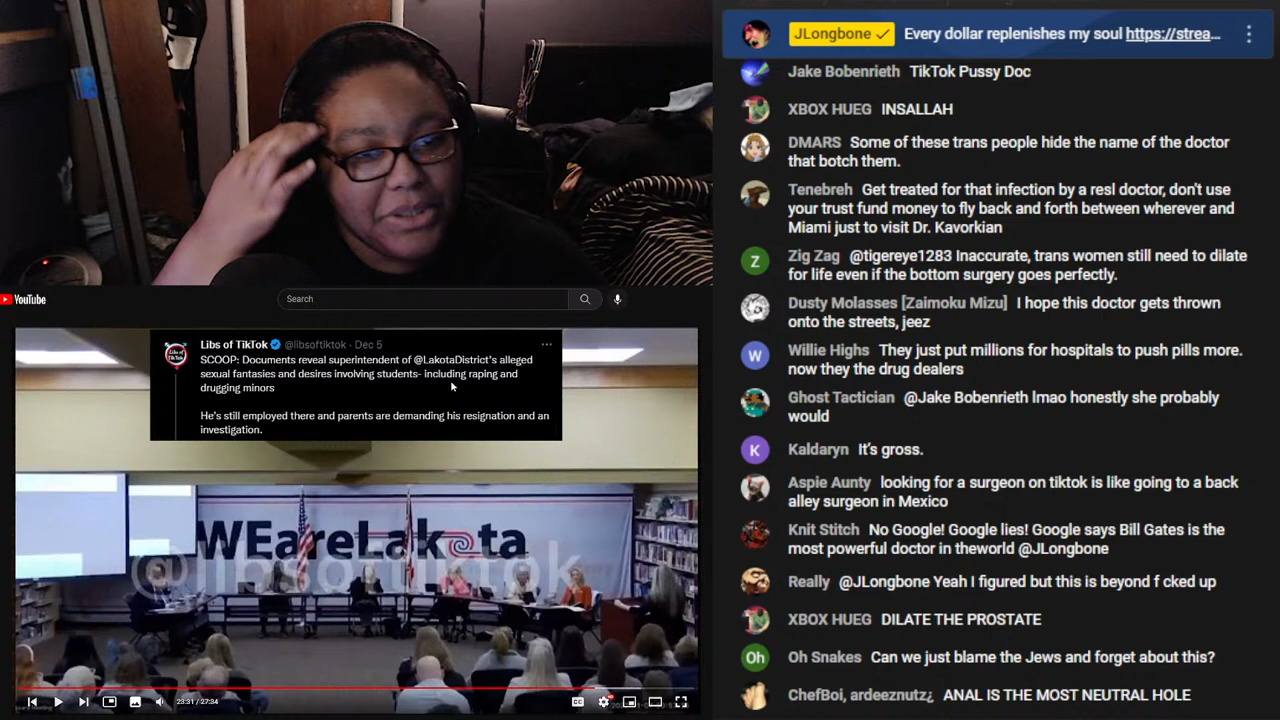 JLongbone ✓ Every dollar replenishes my soul https://strea...
Jake Bobenrieth TikTok Pussy Doc
XBOX HUEG INSALLAH
DMARS Some of these trans people hide the name of the doctor
that botch them.
Tenebreh Get treated for that infection by a resl doctor, don't use
your trust fund money to fly back and forth between wherever and
Miami just to visit Dr. Kavorkian
Z
Zig Zag @tigereye1283 Inaccurate, trans women still need to dilate
for life even if the bottom surgery goes perfectly.
Dusty Molasses [Zaimoku Mizu] I hope this doctor gets thrown
onto the streets, jeez
W
Willie Highs They just put millions for hospitals to push pills more.
now they the drug dealers
Ghost Tactician @Jake Bobenrieth lmao honestly she probably
would
K
Kaldaryn It's gross.
Aspie Aunty looking for a surgeon on tiktok is like going to a back
alley surgeon in Mexico
Knit Stitch No Google! Google lies! Google says Bill Gates is the
most powerful doctor in theworld @JLongbone
Really @JLongbone Yeah I figured but this is beyond f cked up
XBOX HUEG DILATE THE PROSTATE
Oh
Oh Snakes Can we just blame the Jews and forget about this?
ChefBoi, ardeeznutz¿ ANAL IS THE MOST NEUTRAL HOLE
YouTube
Search
Libs of TikTok @libsoftiktok · Dec 5
SCOOP: Documents reveal superintendent of @LakotaDistrict's alleged
sexual fantasies and desires involving students- including raping and
drugging minors
He's still employed there and parents are demanding his resignation and an
investigation.
WEareLakota
@libsoftiktok
23:31 / 27:34
CC